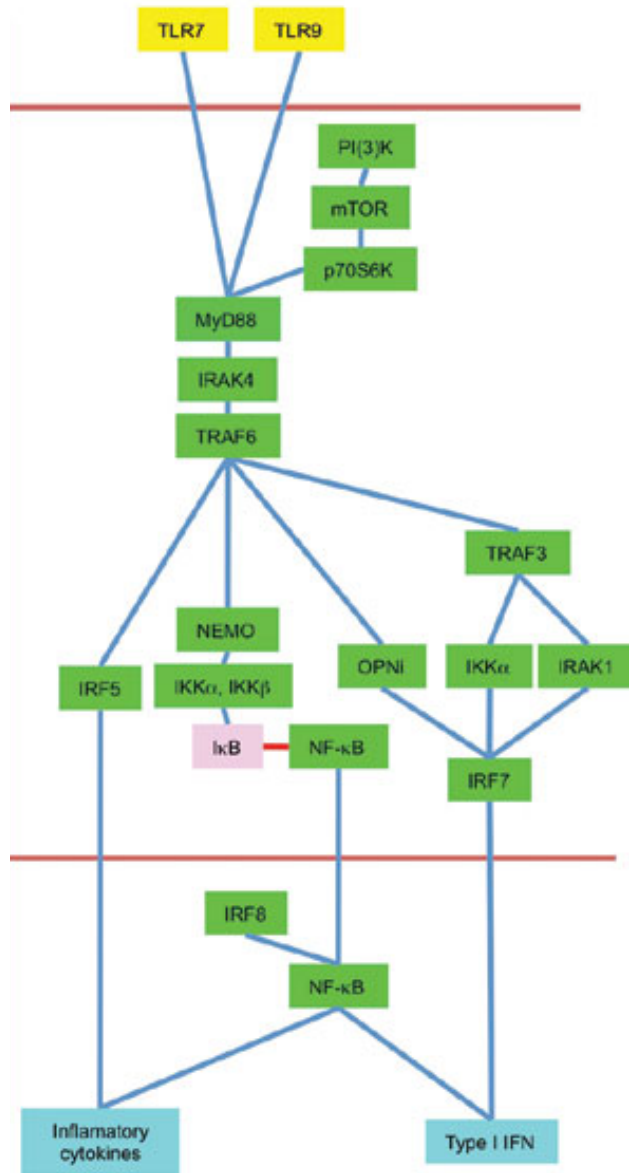 TLR7 TLR9
PI(3)K
mTOR
p70S6K
MyD88
IRAK4
TRAF6
TRAF3
NEMO
OPNi IKKα IRAK1
IRF5 IKKα, IKKβ
IκB NF-κB
IRF7
IRF8
NF-κB
Inflamatory
cytokines
Type I IFN